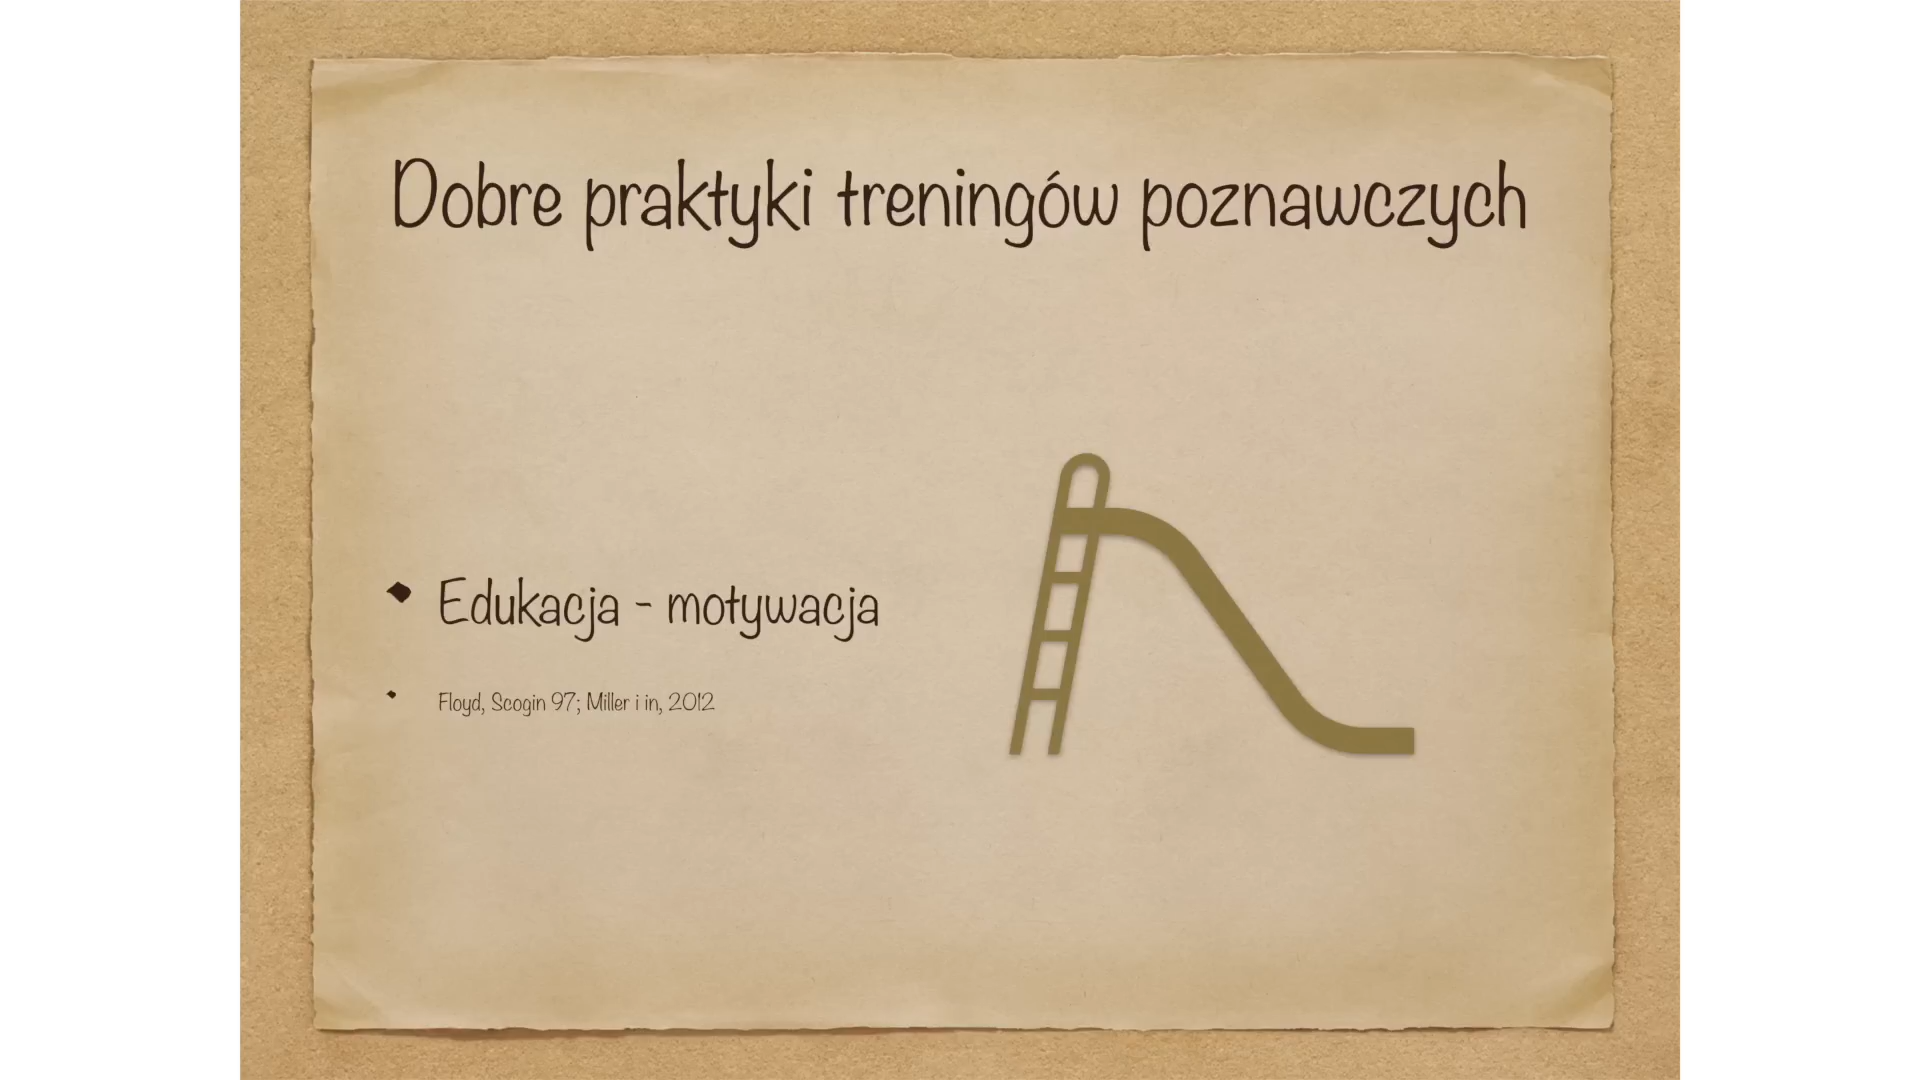 Dobre praktyki treningów poznawczych
Edukacja - motywacja
Floyd, Scogin 97; Miller i in, 2012